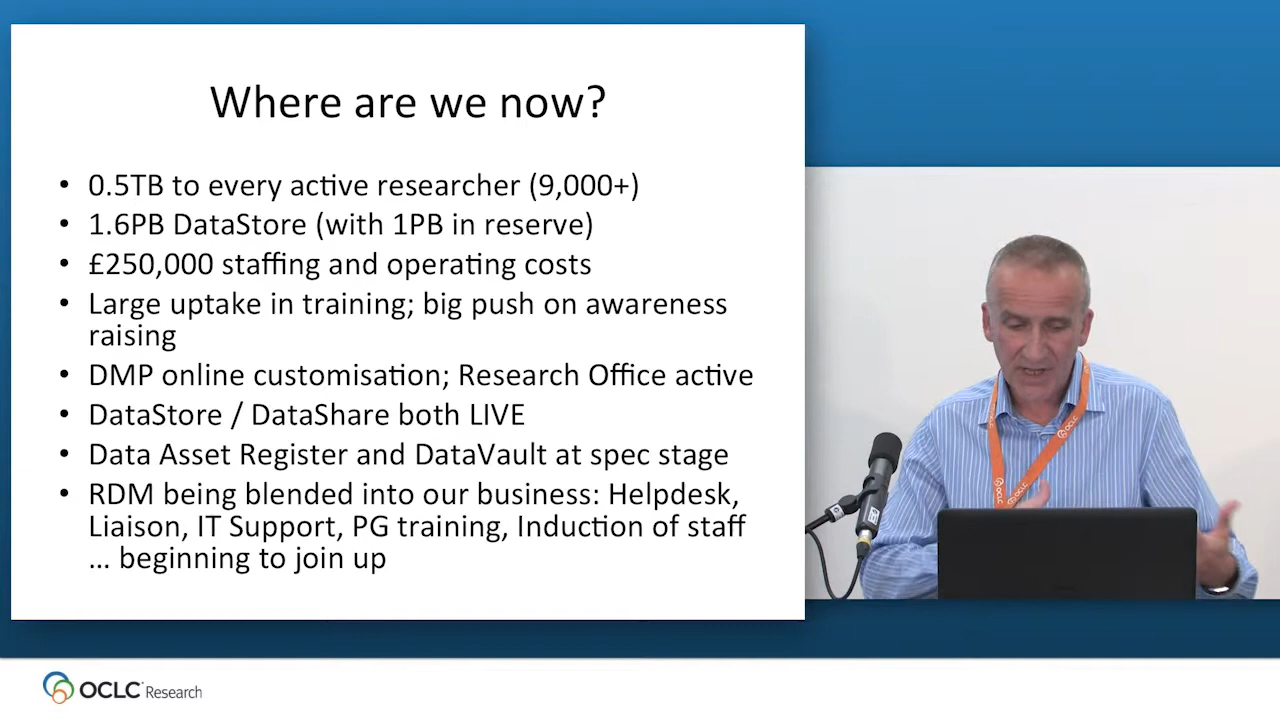 Where are we now?
• 0.5TB to every active researcher (9,000+)
• 1.6PB DataStore (with 1PB in reserve)
• £250,000 staffing and operating costs
• Large uptake in training; big push on awareness
raising
• DMP online customisation; Research Office active
• DataStore / DataShare both LIVE
• Data Asset Register and DataVault at spec stage
• RDM being blended into our business: Helpdesk,
Liaison, IT Support, PG training, Induction of staff
... beginning to join up
OCLC
OCLC
OCLC Research